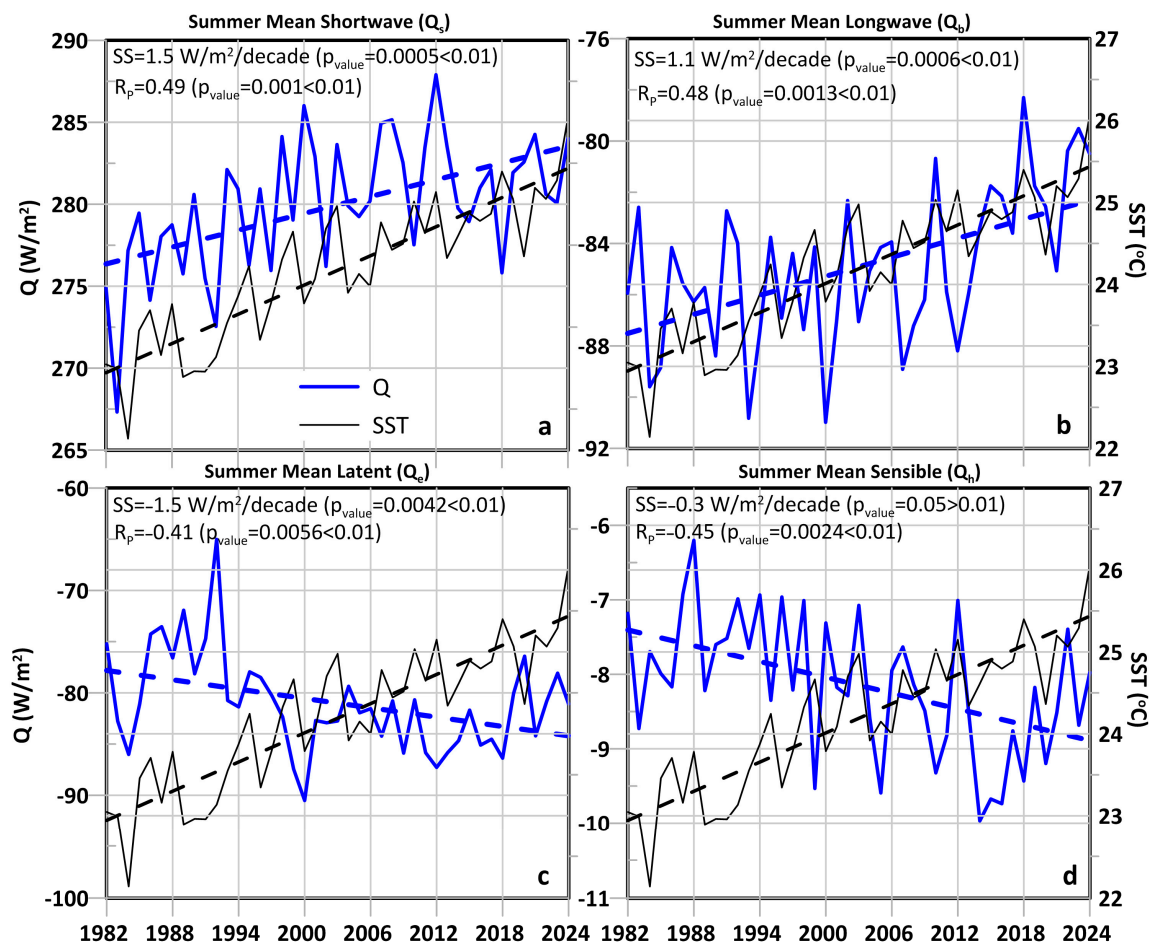 Summer Mean Shortwave (Qs)
SS=1.5 W/m²/decade (pvalue=0.0005<0.01)
RP=0.49 (pvalue=0.001<0.01)
290
285
280
275
270
265
Q (W/m²)
Q
SST
a
Summer Mean Longwave (Qb)
SS=1.1 W/m²/decade (pvalue=0.0006<0.01)
RP=0.48 (pvalue=0.0013<0.01)
-76
-80
-84
-88
-92
27
26
25
24
23
22
SST (ºC)
b
Summer Mean Latent (Qe)
SS=−1.5 W/m²/decade (pvalue=0.0042<0.01)
RP=−0.41 (pvalue=0.0056<0.01)
-60
-70
-80
-90
-100
Q (W/m²)
c
1982 1988 1994 2000 2006 2012 2018 2024
Summer Mean Sensible (Qh)
SS=−0.3 W/m²/decade (pvalue=0.05>0.01)
RP=−0.45 (pvalue=0.0024<0.01)
-6
-7
-8
-9
-10
-11
27
26
25
24
23
22
SST (ºC)
d
1982 1988 1994 2000 2006 2012 2018 2024